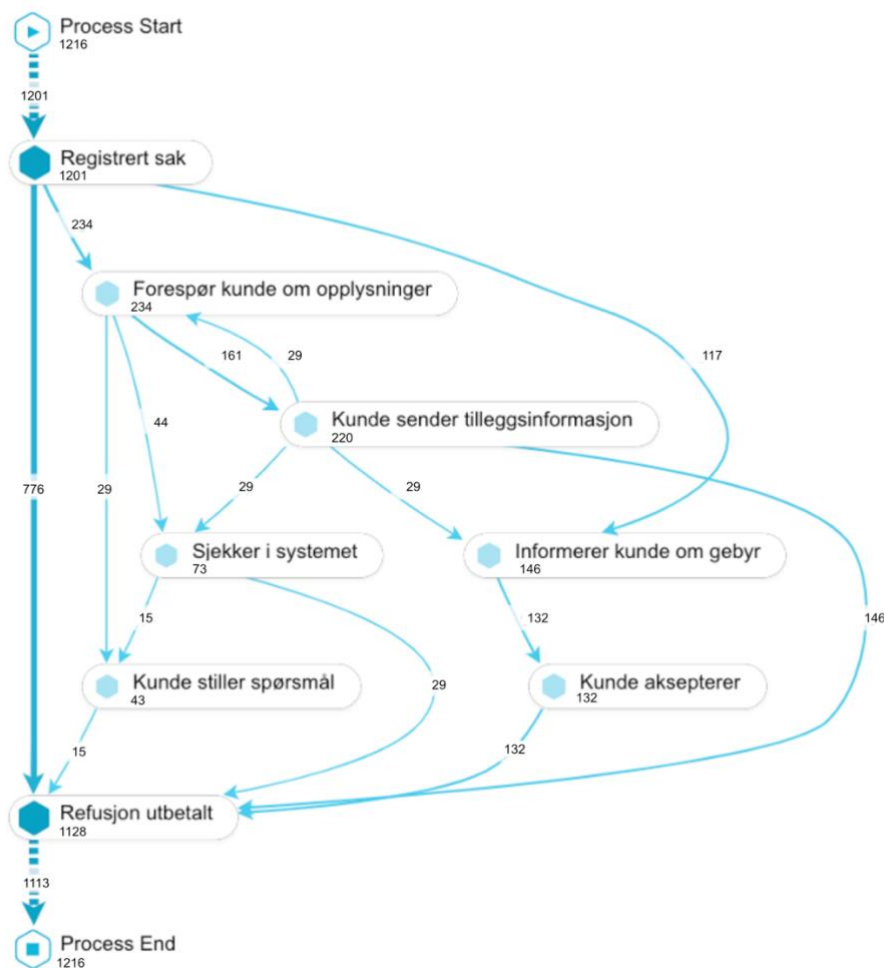 Process Start
1216
1201
Registrert sak
1201
234
Forespør kunde om opplysninger
234
117
161
29
44
Kunde sender tilleggsinformasjon
220
776
29
29
29
Sjekker i systemet
73
Informerer kunde om gebyr
146
15
132
146
Kunde stiller spørsmål
43
29
Kunde aksepterer
132
15
132
Refusjon utbetalt
1128
1113
Process End
1216